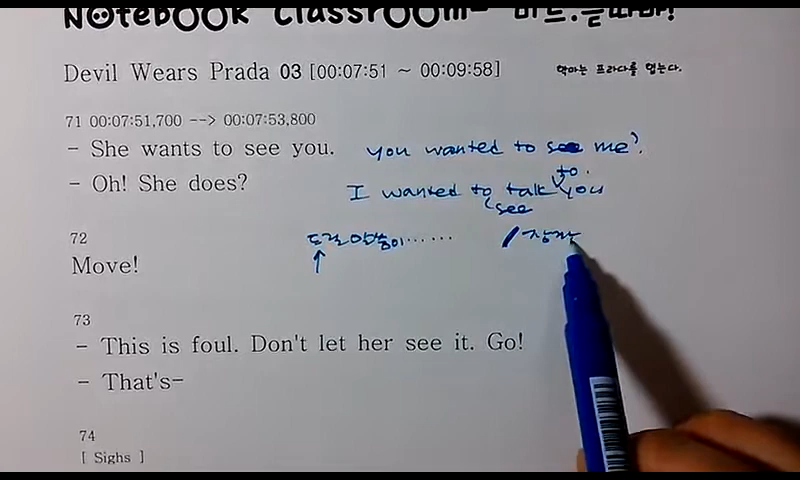 NotebOOK ClassrOOM- 미드.
Devil Wears Prada 03 [00:07:51 ~ 00:09:58] 악마는 프라다를 입는다.
71 00:07:51,700 --> 00:07:53,800
- She wants to see you. you wanted to see me?
- Oh! She does? I wanted to talk to you
see
72
Move!
73
- This is foul. Don't let her see it. Go!
- That's-
74
[ Sighs ]